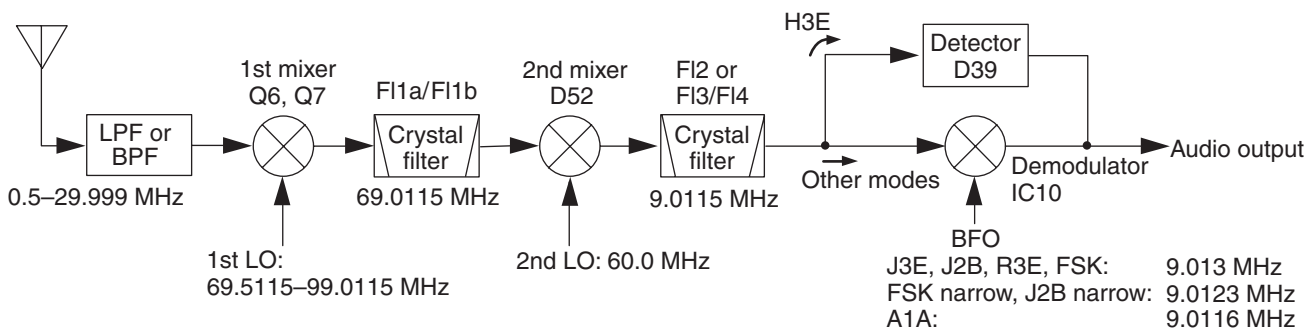 H3E
Detector
D39
1st mixer
Q6, Q7
2nd mixer
D52
Fl2 or
Fl3/Fl4
Fl1a/Fl1b
LPF or
BPF
Crystal
filter
Crystal
filter
Audio output
Other modes
Demodulator
IC10
0.5–29.999 MHz
69.0115 MHz
9.0115 MHz
1st LO:
69.5115–99.0115 MHz
2nd LO: 60.0 MHz
BFO
J3E, J2B, R3E, FSK: 9.013 MHz
FSK narrow, J2B narrow: 9.0123 MHz
A1A: 9.0116 MHz